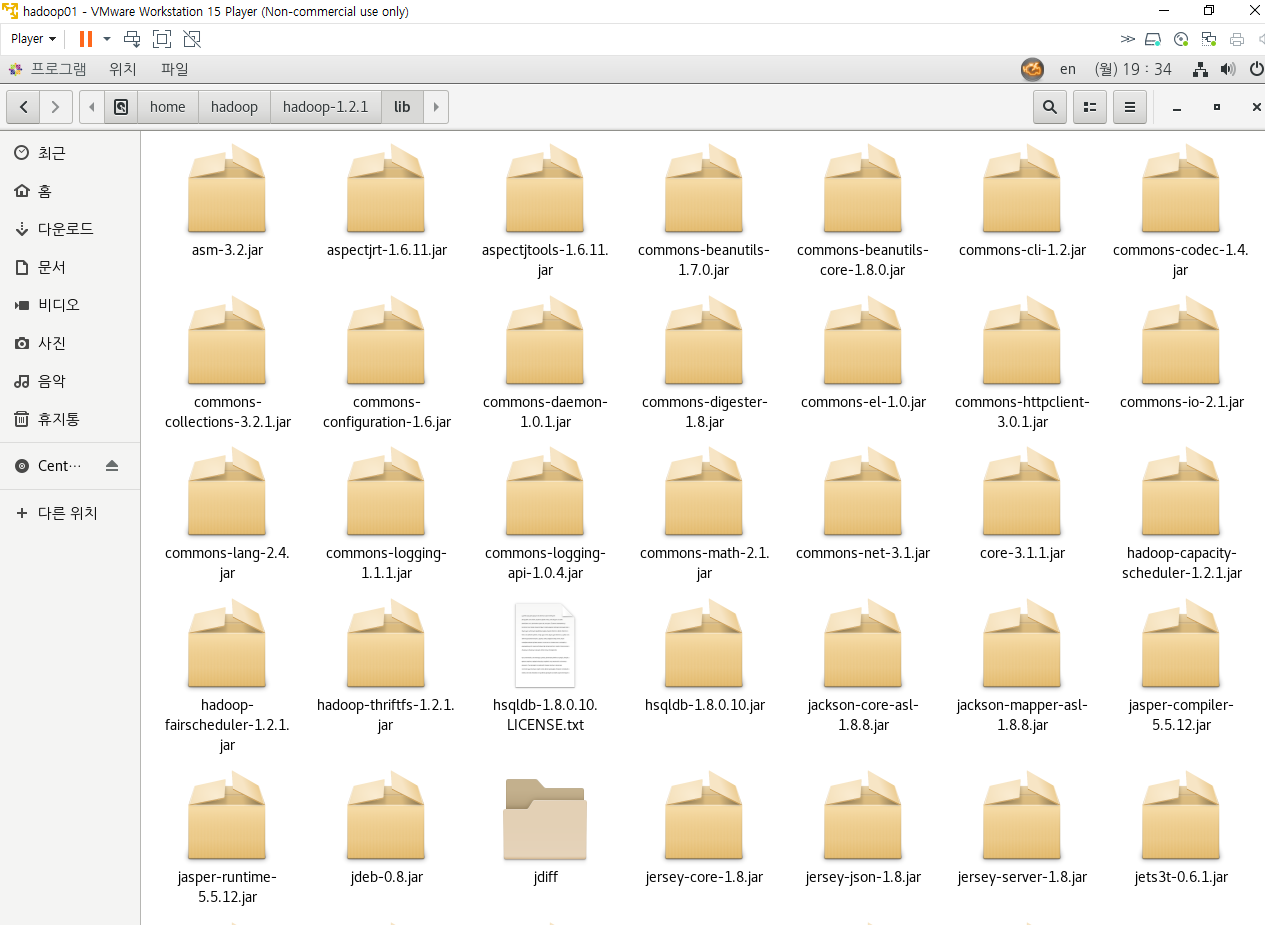 hadoop01 - VMware Workstation 15 Player (Non-commercial use only)
Player
프로그램 위치 파일 en (월) 19 : 34
home hadoop hadoop-1.2.1 lib
최근
홈
다운로드
문서
비디오
사진
음악
휴지통
Cent…
다른 위치
asm-3.2.jar
aspectjrt-1.6.11.jar
aspectjtools-1.6.11.
jar
commons-beanutils-
1.7.0.jar
commons-beanutils-
core-1.8.0.jar
commons-cli-1.2.jar
commons-codec-1.4.
jar
commons-
collections-3.2.1.jar
commons-
configuration-1.6.jar
commons-daemon-
1.0.1.jar
commons-digester-
1.8.jar
commons-el-1.0.jar
commons-httpclient-
3.0.1.jar
commons-io-2.1.jar
commons-lang-2.4.
jar
commons-logging-
1.1.1.jar
commons-logging-
api-1.0.4.jar
commons-math-2.1.
jar
commons-net-3.1.jar
core-3.1.1.jar
hadoop-capacity-
scheduler-1.2.1.jar
hadoop-
fairscheduler-1.2.1.
jar
hadoop-thriftfs-1.2.1.
jar
hsqldb-1.8.0.10.
LICENSE.txt
hsqldb-1.8.0.10.jar
jackson-core-asl-
1.8.8.jar
jackson-mapper-asl-
1.8.8.jar
jasper-compiler-
5.5.12.jar
jasper-runtime-
5.5.12.jar
jdeb-0.8.jar
jdiff
jersey-core-1.8.jar
jersey-json-1.8.jar
jersey-server-1.8.jar
jets3t-0.6.1.jar